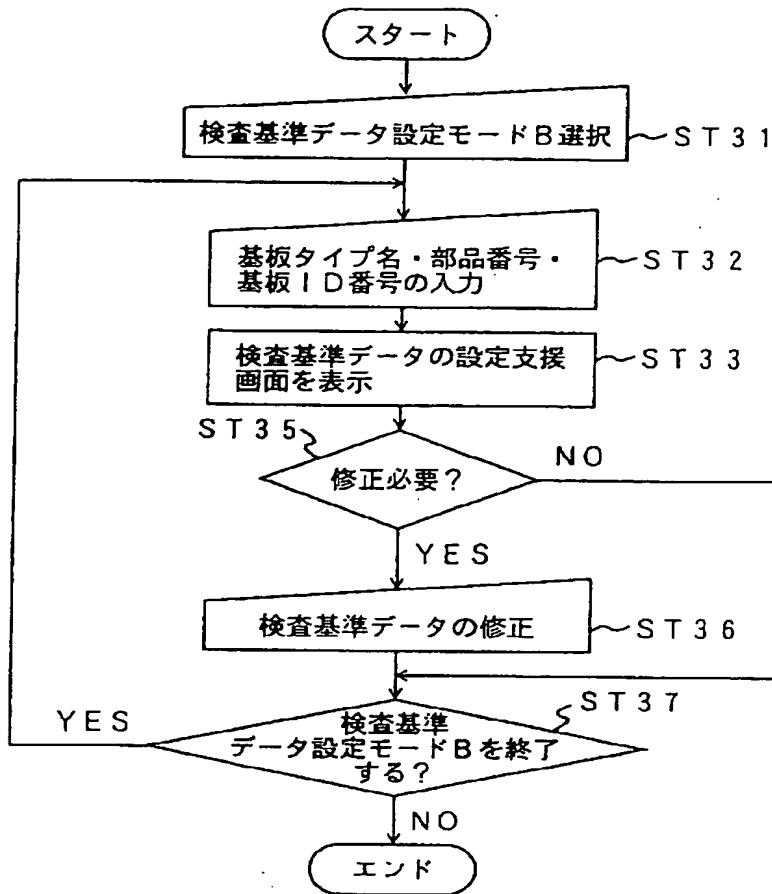 スタート
検査基準データ設定モードB選択
ST31
基板タイプ名・部品番号・
基板ID番号の入力
ST32
検査基準データの設定支援
画面を表示
ST33
ST35
修正必要?
NO
YES
検査基準データの修正
ST36
ST37
YES
検査基準
データ設定モードBを終了
する?
NO
エンド